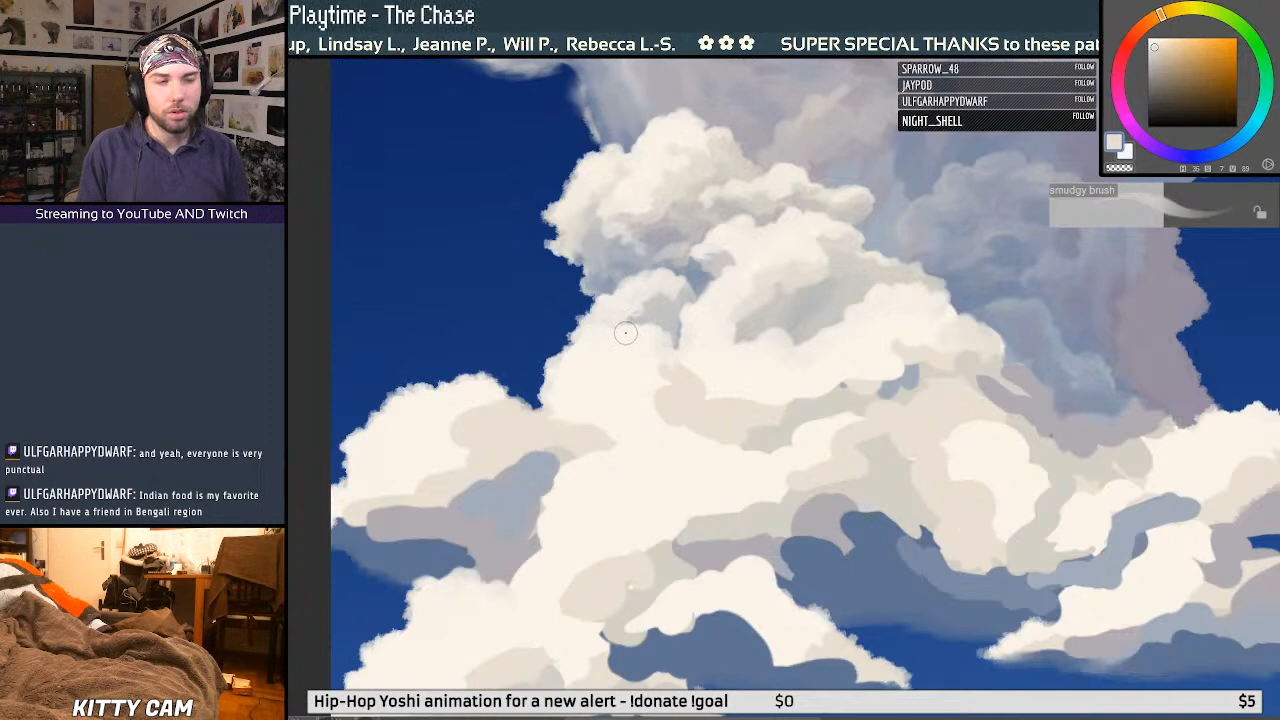 Playtime - The Chase
up, Lindsay L., Jeanne P., Will P., Rebecca L.-S. ✿ ✿ ✿ SUPER SPECIAL THANKS to these pat
SPARROW_48 FOLLOW
JAYPOD FOLLOW
ULFGARHAPPYDWARF FOLLOW
NIGHT_SHELL FOLLOW
H 35 S 7 V 89
smudgy brush
Streaming to YouTube AND Twitch
ULFGARHAPPYDWARF: and yeah, everyone is very
punctual
ULFGARHAPPYDWARF: Indian food is my favorite
ever. Also I have a friend in Bengali region
KITTY CAM
Hip-Hop Yoshi animation for a new alert - !donate !goal $0 $5